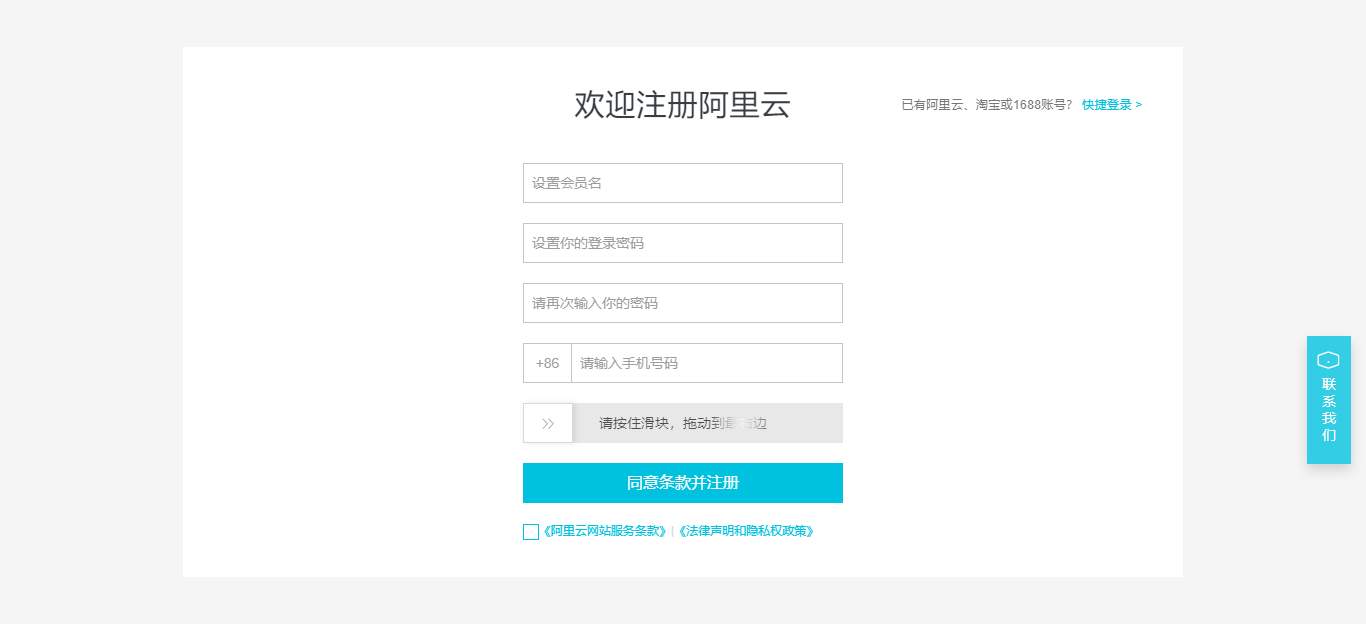 欢迎注册阿里云
已有阿里云、淘宝或1688账号? 快捷登录 >
设置会员名
设置你的登录密码
请再次输入你的密码
+86 请输入手机号码
请按住滑块，拖动到最右边
同意条款并注册
《阿里云网站服务条款》 | 《法律声明和隐私权政策》
联系我们